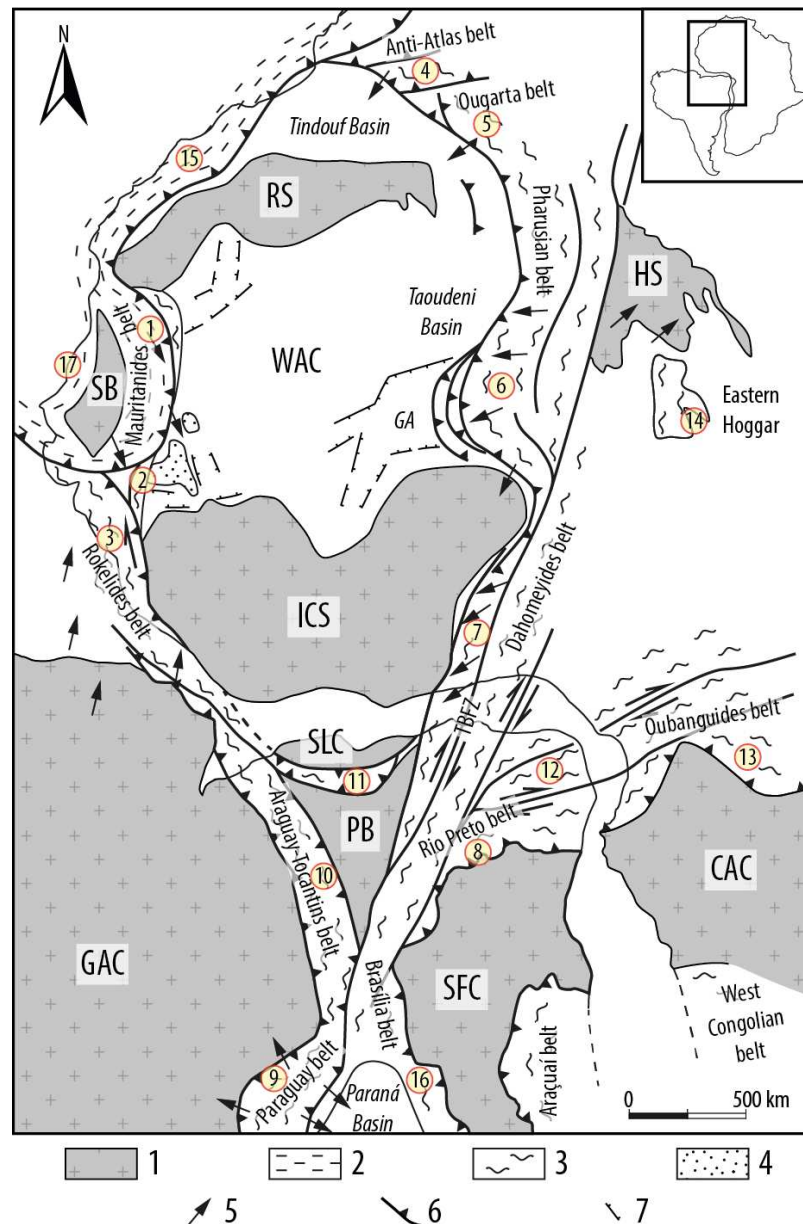 N
Anti-Atlas belt
4
Ougarta belt
5
Tindouf Basin
15
RS
Pharusian belt
HS
Taoudeni
Basin
1
Mauritanides belt
17
SB
WAC
6
GA
Eastern
Hoggar
14
2
3
Rokelides belt
ICS
7
Dahomeyides belt
TBFZ
Oubanguides belt
SLC
11
12
13
PB
Rio Preto belt
8
CAC
Araguay-Tocantins belt
10
GAC
SFC
Brasília belt
West
Congolian
belt
Araçuaí belt
9
Paraguay belt
16
Paraná
Basin
0 500 km
1 2 3 4
5 6 7